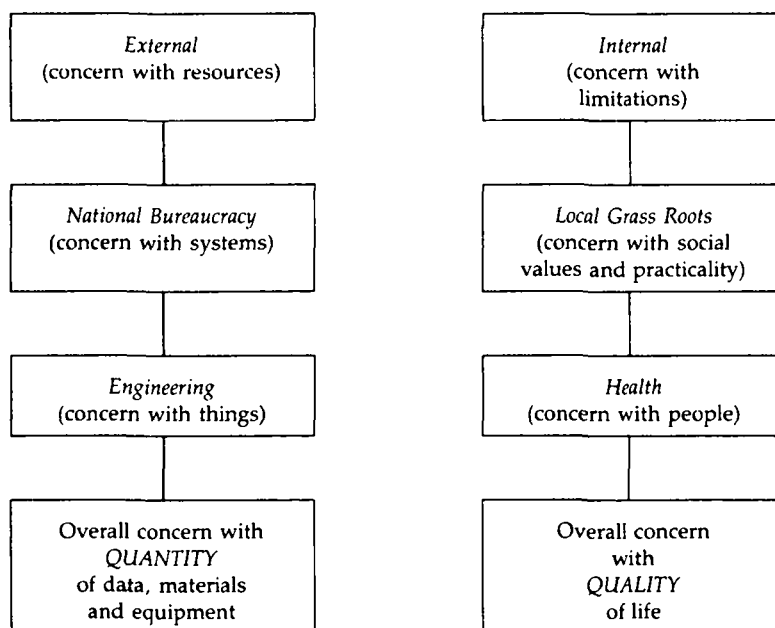 External
(concern with resources)
National Bureaucracy
(concern with systems)
Engineering
(concern with things)
Overall concern with
QUANTITY
of data, materials
and equipment
Internal
(concern with
limitations)
Local Grass Roots
(concern with social
values and practicality)
Health
(concern with people)
Overall concern
with
QUALITY
of life